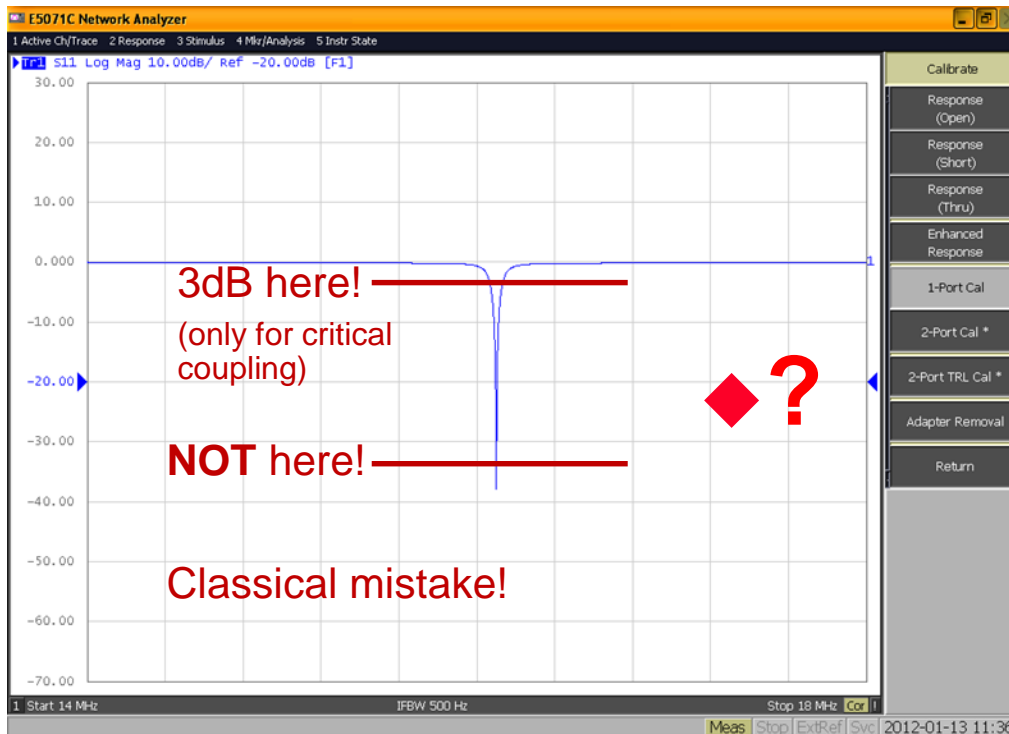 E5071C Network Analyzer
1 Active Ch/Trace 2 Response 3 Stimulus 4 Mkr/Analysis 5 Instr State
Tr1 S11 Log Mag 10.00dB/ Ref -20.00dB [F1]
30.00
20.00
10.00
0.000
-10.00
-20.00
-30.00
-40.00
-50.00
-60.00
-70.00
1
3dB here!
(only for critical
coupling)
NOT here!
Classical mistake!
?
Calibrate
Response
(Open)
Response
(Short)
Response
(Thru)
Enhanced
Response
1-Port Cal
2-Port Cal *
2-Port TRL Cal *
Adapter Removal
Return
1 Start 14 MHz IFBW 500 Hz Stop 18 MHz Cor !
Meas Stop ExtRef Svc 2012-01-13 11:36